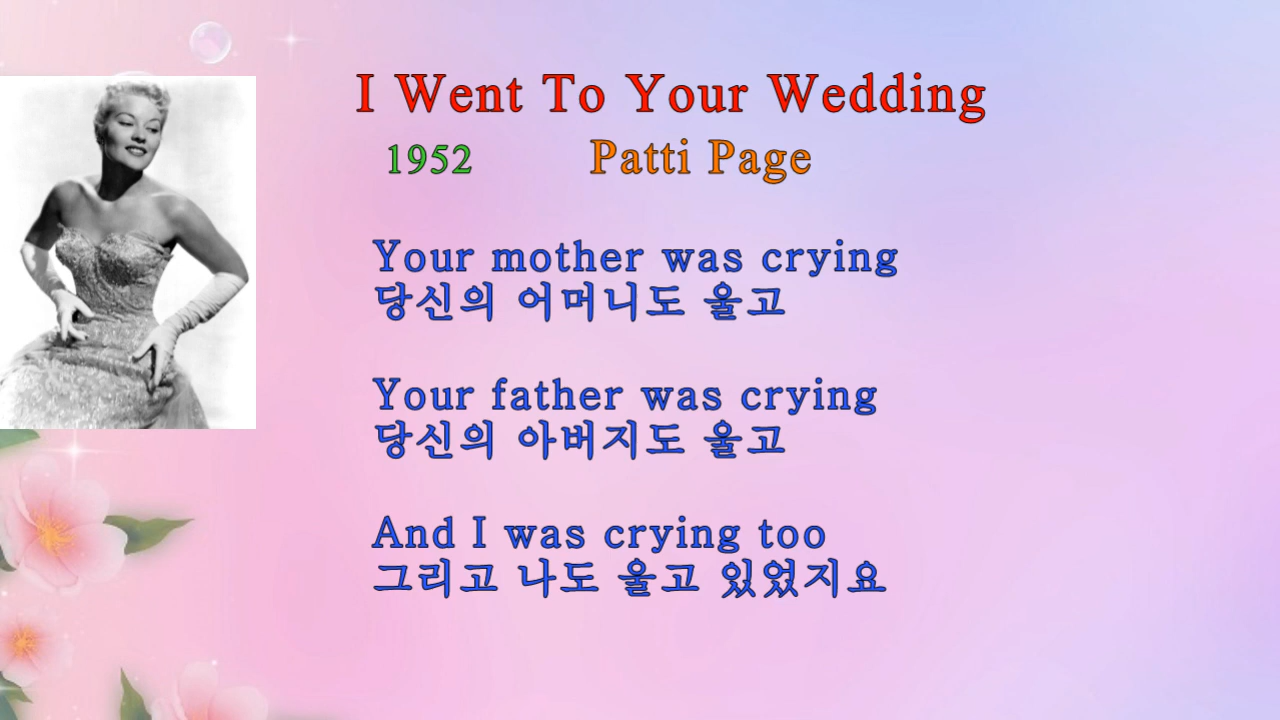 I Went To Your Wedding
1952 Patti Page
Your mother was crying
당신의 어머니도 울고
Your father was crying
당신의 아버지도 울고
And I was crying too
그리고 나도 울고 있었지요